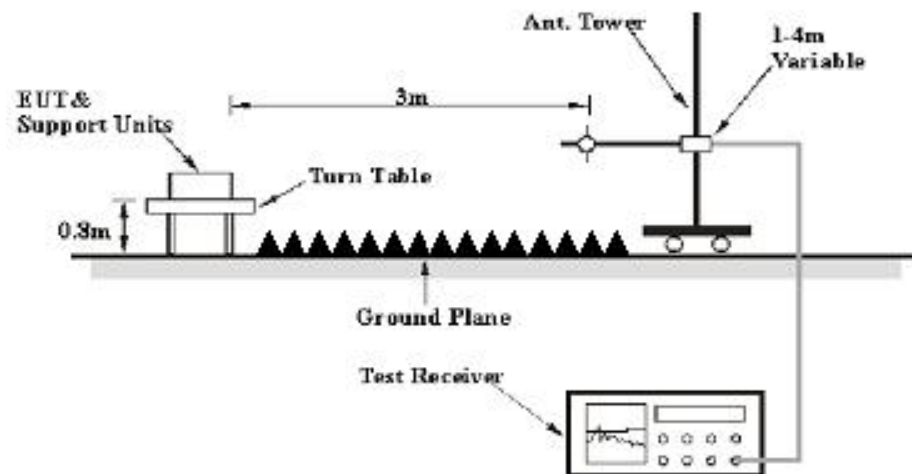 Ant. Tower
1-4m
Variable
3m
EUT&
Support Units
Turn Table
0.8m
Ground Plane
Test Receiver